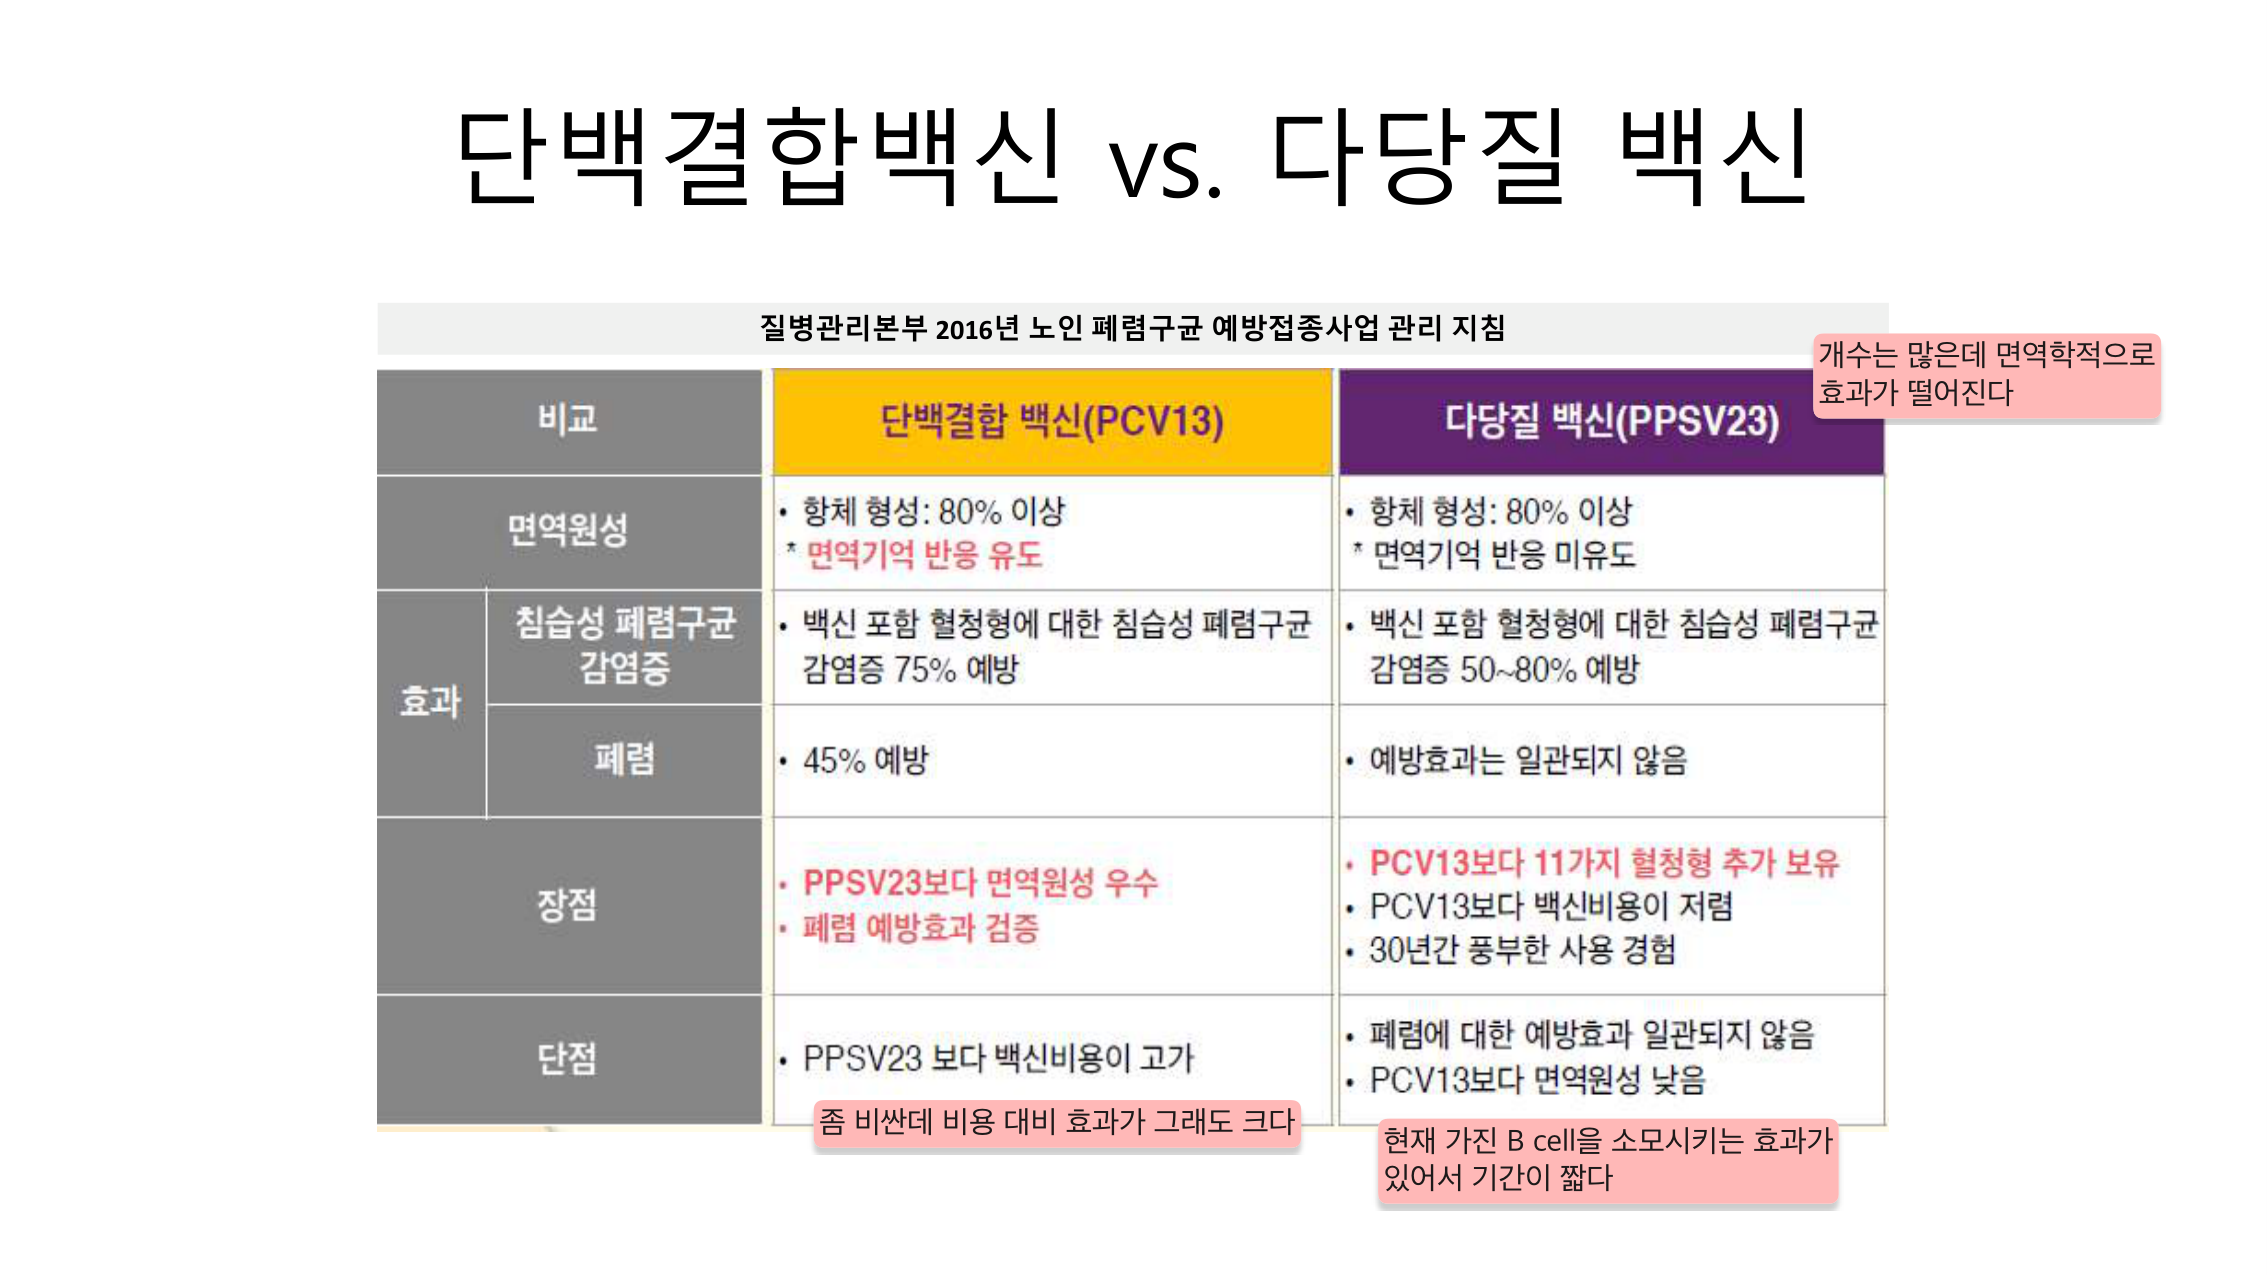 단백결합백신 vs. 다당질 백신
질병관리본부 2016년 노인 폐렴구균 예방접종사업 관리 지침
개수는 많은데 면역학적으로
효과가 떨어진다
비교
단백결합 백신(PCV13)
다당질 백신(PPSV23)
면역원성
• 항체 형성: 80% 이상
* 면역기억 반응 유도
• 항체 형성: 80% 이상
* 면역기억 반응 미유도
효과
침습성 폐렴구균
감염증
• 백신 포함 혈청형에 대한 침습성 폐렴구균
감염증 75% 예방
• 백신 포함 혈청형에 대한 침습성 폐렴구균
감염증 50~80% 예방
폐렴
• 45% 예방
• 예방효과는 일관되지 않음
장점
• PPSV23보다 면역원성 우수
• 폐렴 예방효과 검증
• PCV13보다 11가지 혈청형 추가 보유
• PCV13보다 백신비용이 저렴
• 30년간 풍부한 사용 경험
단점
• PPSV23 보다 백신비용이 고가
• 폐렴에 대한 예방효과 일관되지 않음
• PCV13보다 면역원성 낮음
좀 비싼데 비용 대비 효과가 그래도 크다
현재 가진 B cell을 소모시키는 효과가
있어서 기간이 짧다